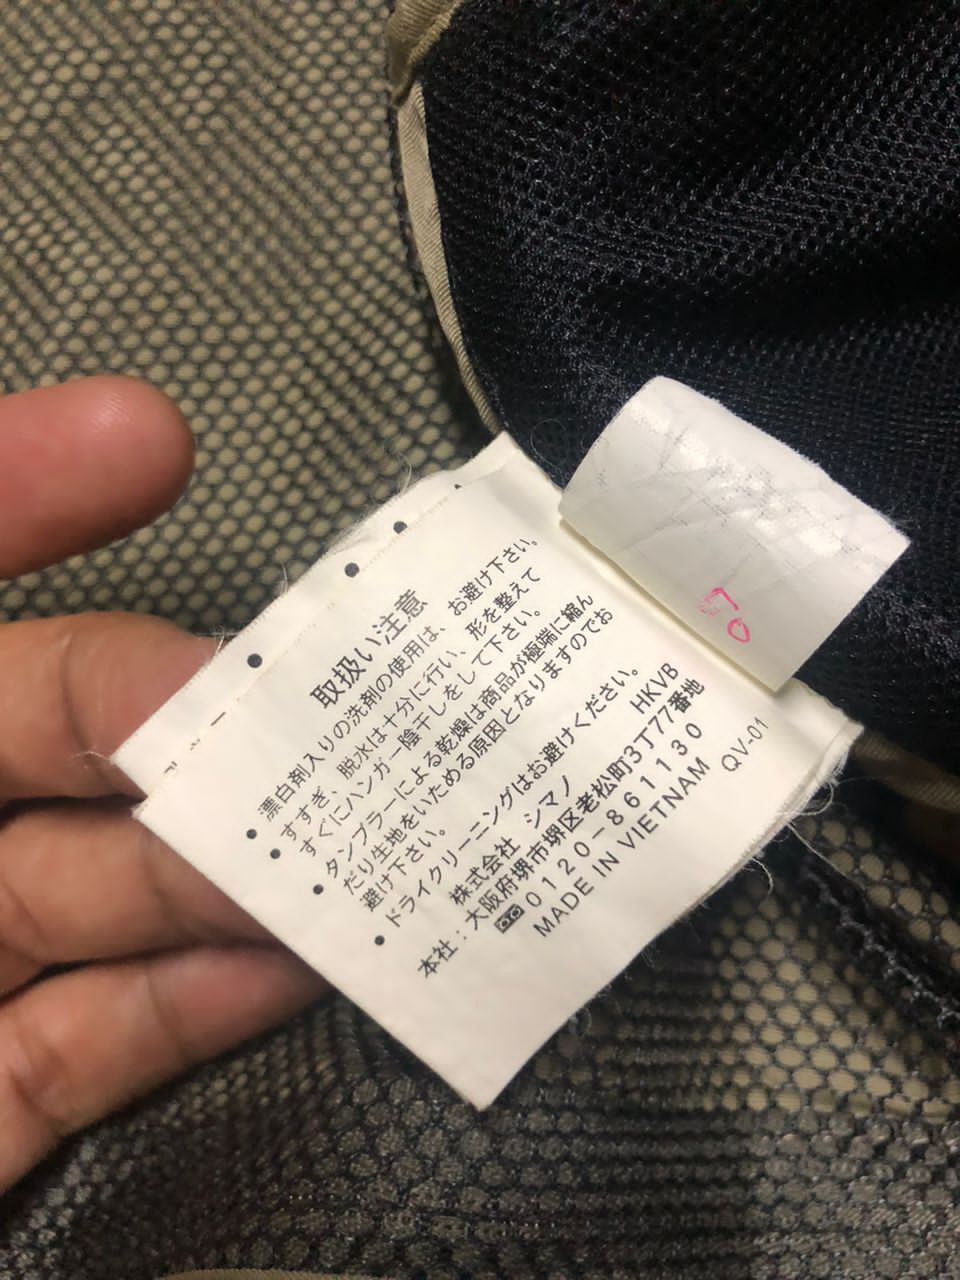 取扱い注意
● 漂白剤入りの洗剤の使用は、お避け下さい。
● すすぎ、脱水は十分に行い、形を整えて
すぐにハンガー陰干しをして下さい。
● タンブラーによる乾燥は商品が極端に縮ん
だり生地をいためる原因となりますのでお
避け下さい。
● ドライクリーニングはお避けください。
株式会社 シマノ HKVB
本社：大阪府堺市堺区老松町3丁77番地
0120-861130
MADE IN VIETNAM QV-01